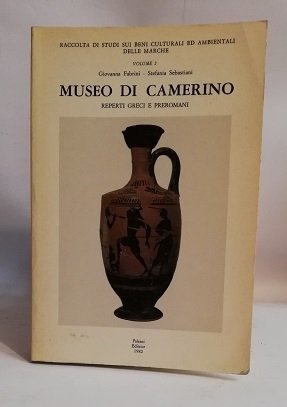 RACCOLTA DI STUDI SUI BENI CULTURALI ED AMBIENTALI
DELLE MARCHE
VOLUME 2
Giovanna Fabrini - Stefania Sebastiani
MUSEO DI CAMERINO
REPERTI GRECI E PREROMANI
Editore
1982